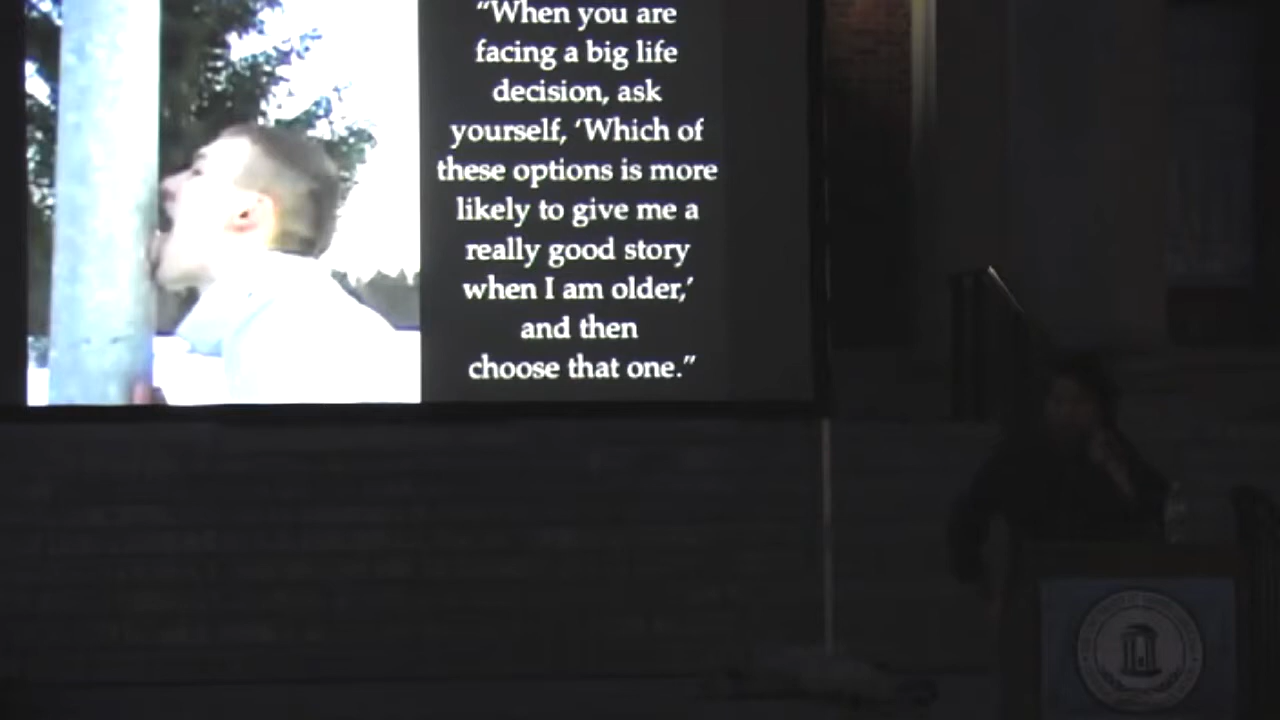 “When you are
facing a big life
decision, ask
yourself, ‘Which of
these options is more
likely to give me a
really good story
when I am older,’
and then
choose that one.”